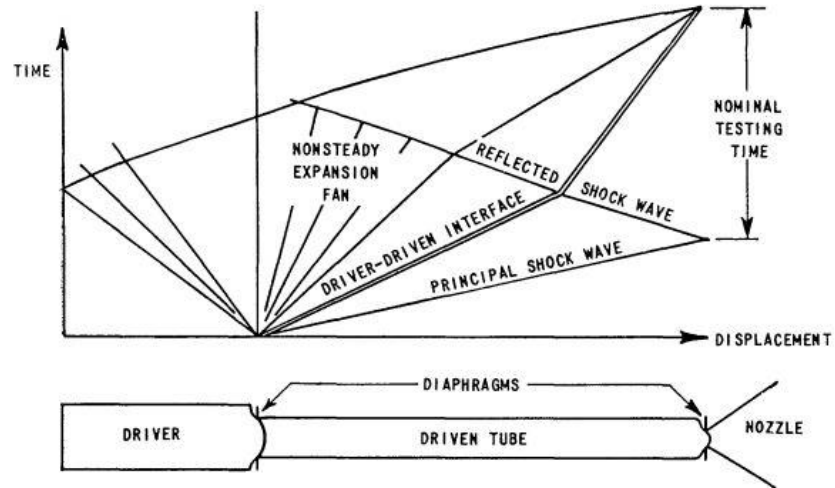 TIME
NONSTEADY
EXPANSION
FAN
REFLECTED
SHOCK WAVE
DRIVER-DRIVEN INTERFACE
PRINCIPAL SHOCK WAVE
NOMINAL
TESTING
TIME
DISPLACEMENT
DIAPHRAGMS
DRIVER
DRIVEN TUBE
NOZZLE